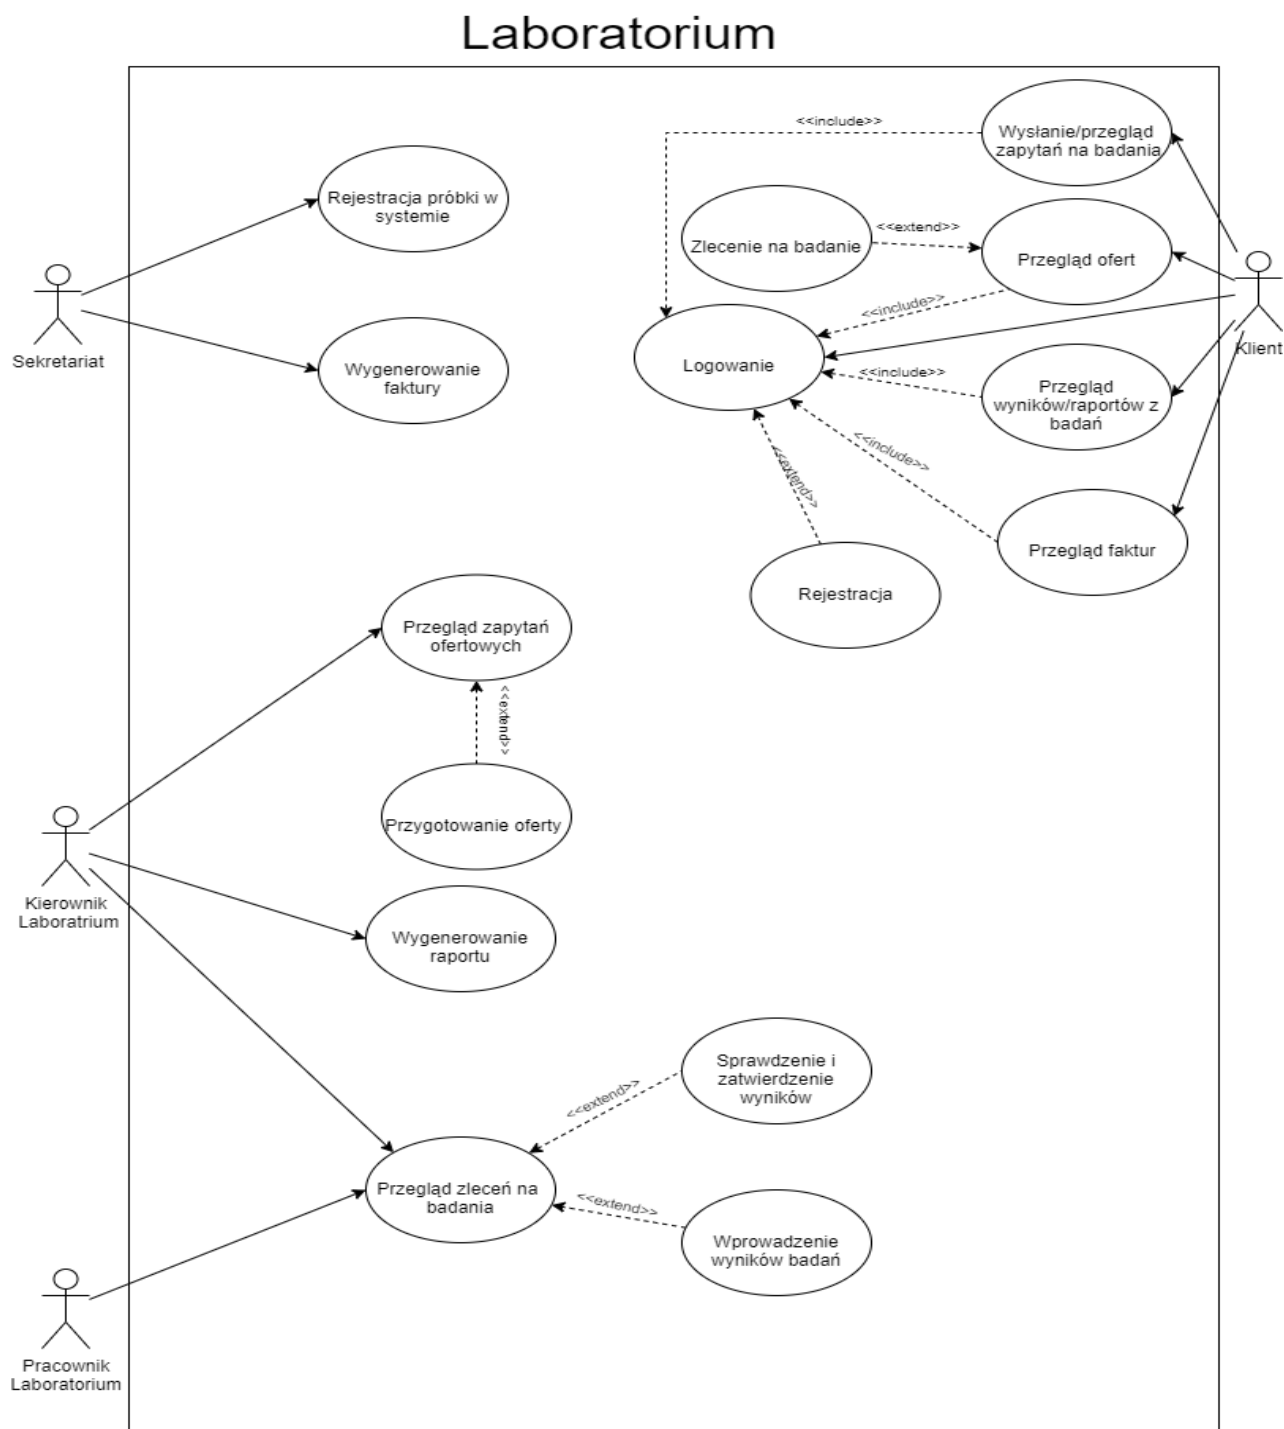 Laboratorium
<<include>>
Wysłanie/przegląd
zapytań na badania
Rejestracja próbki w
systemie
Zlecenie na badanie
<<extend>>
Przegląd ofert
<<include>>
Sekretariat
Klient
Wygenerowanie
faktury
Logowanie
<<include>>
Przegląd
wyników/raportów z
badań
<<include>>
<<extend>>
Przegląd faktur
Rejestracja
Przegląd zapytań
ofertowych
<<extend>>
Przygotowanie oferty
Kierownik
Laboratrium
Wygenerowanie
raportu
Sprawdzenie i
zatwierdzenie
wyników
<<extend>>
Przegląd zleceń na
badania
<<extend>>
Wprowadzenie
wyników badań
Pracownik
Laboratorium